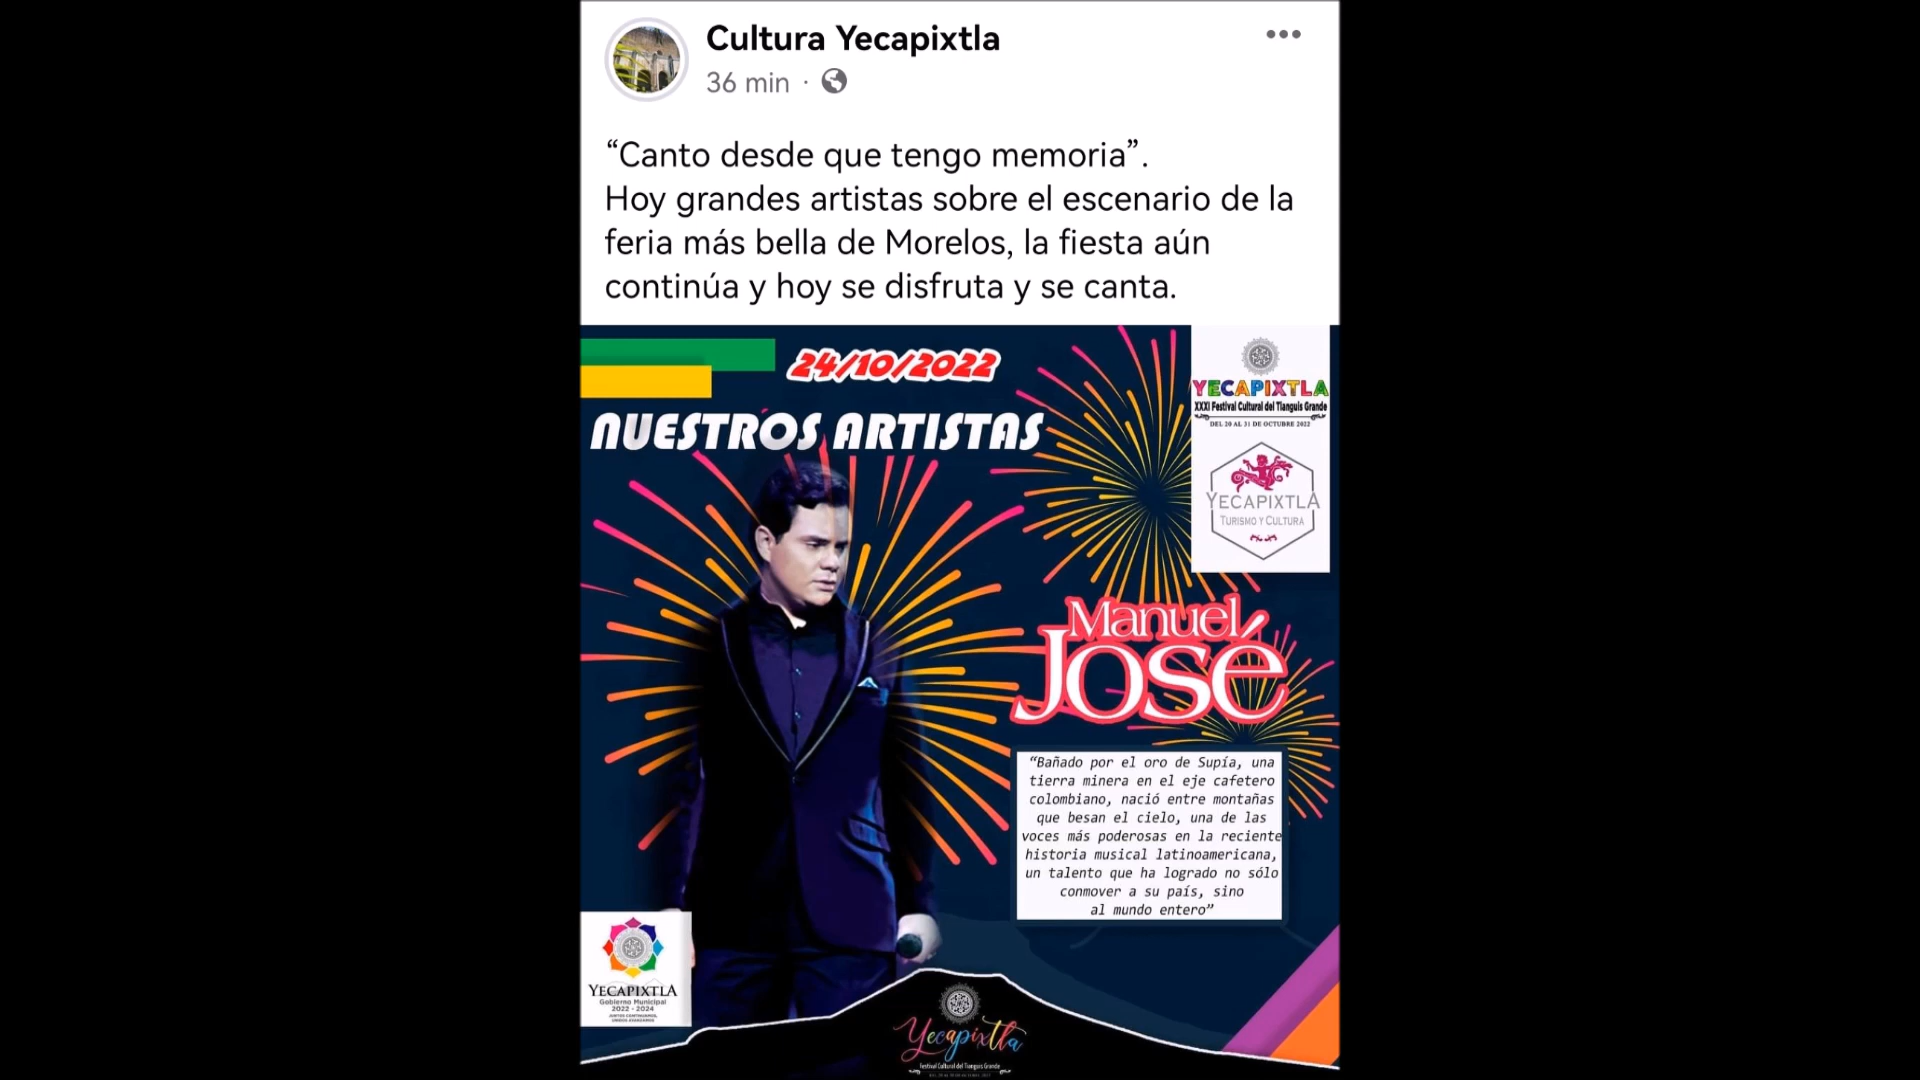 Cultura Yecapixtla
36 min ·
“Canto desde que tengo memoria”.
Hoy grandes artistas sobre el escenario de la
feria más bella de Morelos, la fiesta aún
continúa y hoy se disfruta y se canta.
24/10/2022
NUESTROS ARTISTAS
YECAPIXTLA
XXXI Festival Cultural del Tianguis Grande
DEL 20 AL 31 DE OCTUBRE 2022
YECAPIXTLA
TURISMO Y CULTURA
Manuel
José
“Bañado por el oro de Supía, una
tierra minera en el eje cafetero
colombiano, nació entre montañas
que besan el cielo, una de las
voces más poderosas en la reciente
historia musical latinoamericana,
un talento que ha logrado no sólo
conmover a su país, sino
al mundo entero”
YECAPIXTLA
Gobierno Municipal
2022 - 2024
JUNTOS CONTINUAMOS,
UNIDOS AVANZAMOS
Yecapixtla
Festival Cultural del Tianguis Grande